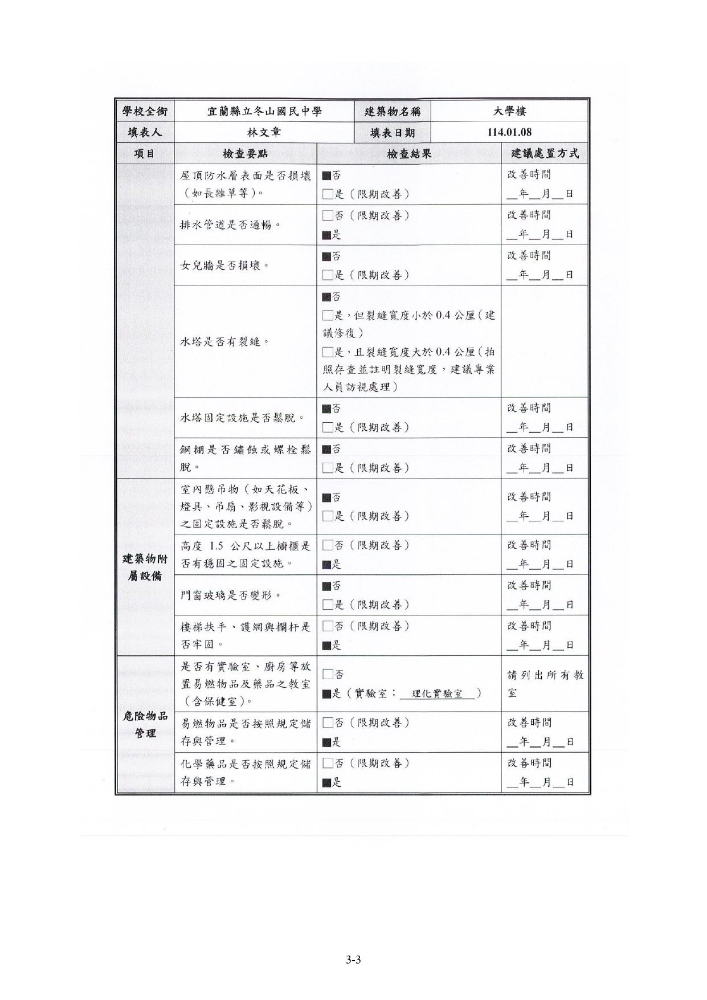 學校全銜 宜蘭縣立冬山國民中學 建築物名稱 大學樓
填表人 林文章 填表日期 114.01.08
項目 檢查要點 檢查結果 建議處置方式
屋頂防水層表面是否損壞
（如長雜草等）。
■否
□是（限期改善）
改善時間
__年__月__日
排水管道是否通暢。
□否（限期改善）
■是
改善時間
__年__月__日
女兒牆是否損壞。
■否
□是（限期改善）
改善時間
__年__月__日
水塔是否有裂縫。
■否
□是，但裂縫寬度小於 0.4 公厘（建
議修復）
□是，且裂縫寬度大於 0.4 公厘（拍
照存查並註明裂縫寬度，建議專業
人員訪視處理）
水塔固定設施是否鬆脫。
■否
□是（限期改善）
改善時間
__年__月__日
鋼棚是否鏽蝕或螺栓鬆
脫。
■否
□是（限期改善）
改善時間
__年__月__日
建築物附
屬設備
室內懸吊物（如天花板、
燈具、吊扇、影視設備等）
之固定設施是否鬆脫。
■否
□是（限期改善）
改善時間
__年__月__日
高度 1.5 公尺以上櫥櫃是
否有穩固之固定設施。
□否（限期改善）
■是
改善時間
__年__月__日
門窗玻璃是否變形。
■否
□是（限期改善）
改善時間
__年__月__日
樓梯扶手、護網與欄杆是
否牢固。
□否（限期改善）
■是
改善時間
__年__月__日
危險物品
管理
是否有實驗室、廚房等放
置易燃物品及藥品之教室
（含保健室）。
□否
■是（實驗室：__理化實驗室__）
請列出所有教
室
易燃物品是否按照規定儲
存與管理。
□否（限期改善）
■是
改善時間
__年__月__日
化學藥品是否按照規定儲
存與管理。
□否（限期改善）
■是
改善時間
__年__月__日
3-3